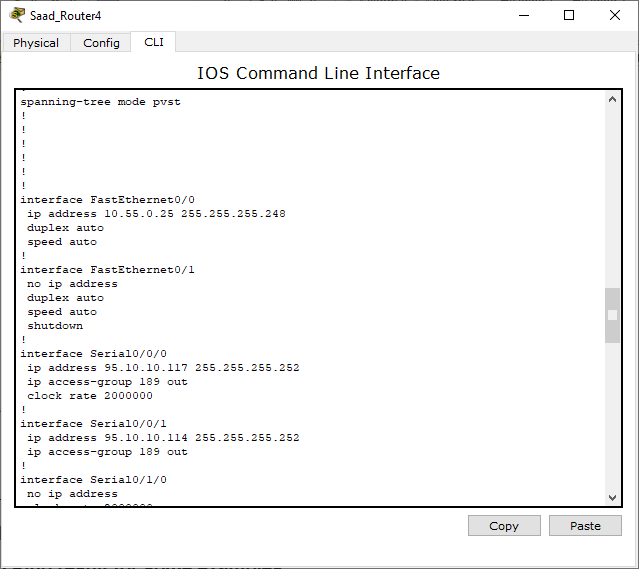 Saad_Router4
Physical Config CLI
IOS Command Line Interface
spanning-tree mode pvst
!
!
!
!
!
!
interface FastEthernet0/0
ip address 10.55.0.25 255.255.255.248
duplex auto
speed auto
!
interface FastEthernet0/1
no ip address
duplex auto
speed auto
shutdown
!
interface Serial0/0/0
ip address 95.10.10.117 255.255.255.252
ip access-group 189 out
clock rate 2000000
!
interface Serial0/0/1
ip address 95.10.10.114 255.255.255.252
ip access-group 189 out
!
interface Serial0/1/0
no ip address
clock rate 2000000
Copy Paste